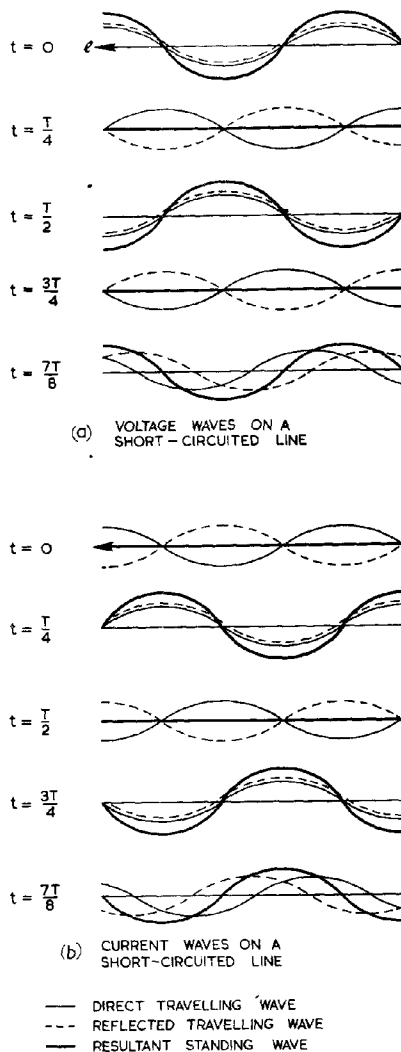 t = 0
ℓ
t = T/4
t = T/2
t = 3T/4
t = 7T/8
(a) VOLTAGE WAVES ON A
SHORT-CIRCUITED LINE
t = 0
t = T/4
t = T/2
t = 3T/4
t = 7T/8
(b) CURRENT WAVES ON A
SHORT-CIRCUITED LINE
DIRECT TRAVELLING WAVE
REFLECTED TRAVELLING WAVE
RESULTANT STANDING WAVE